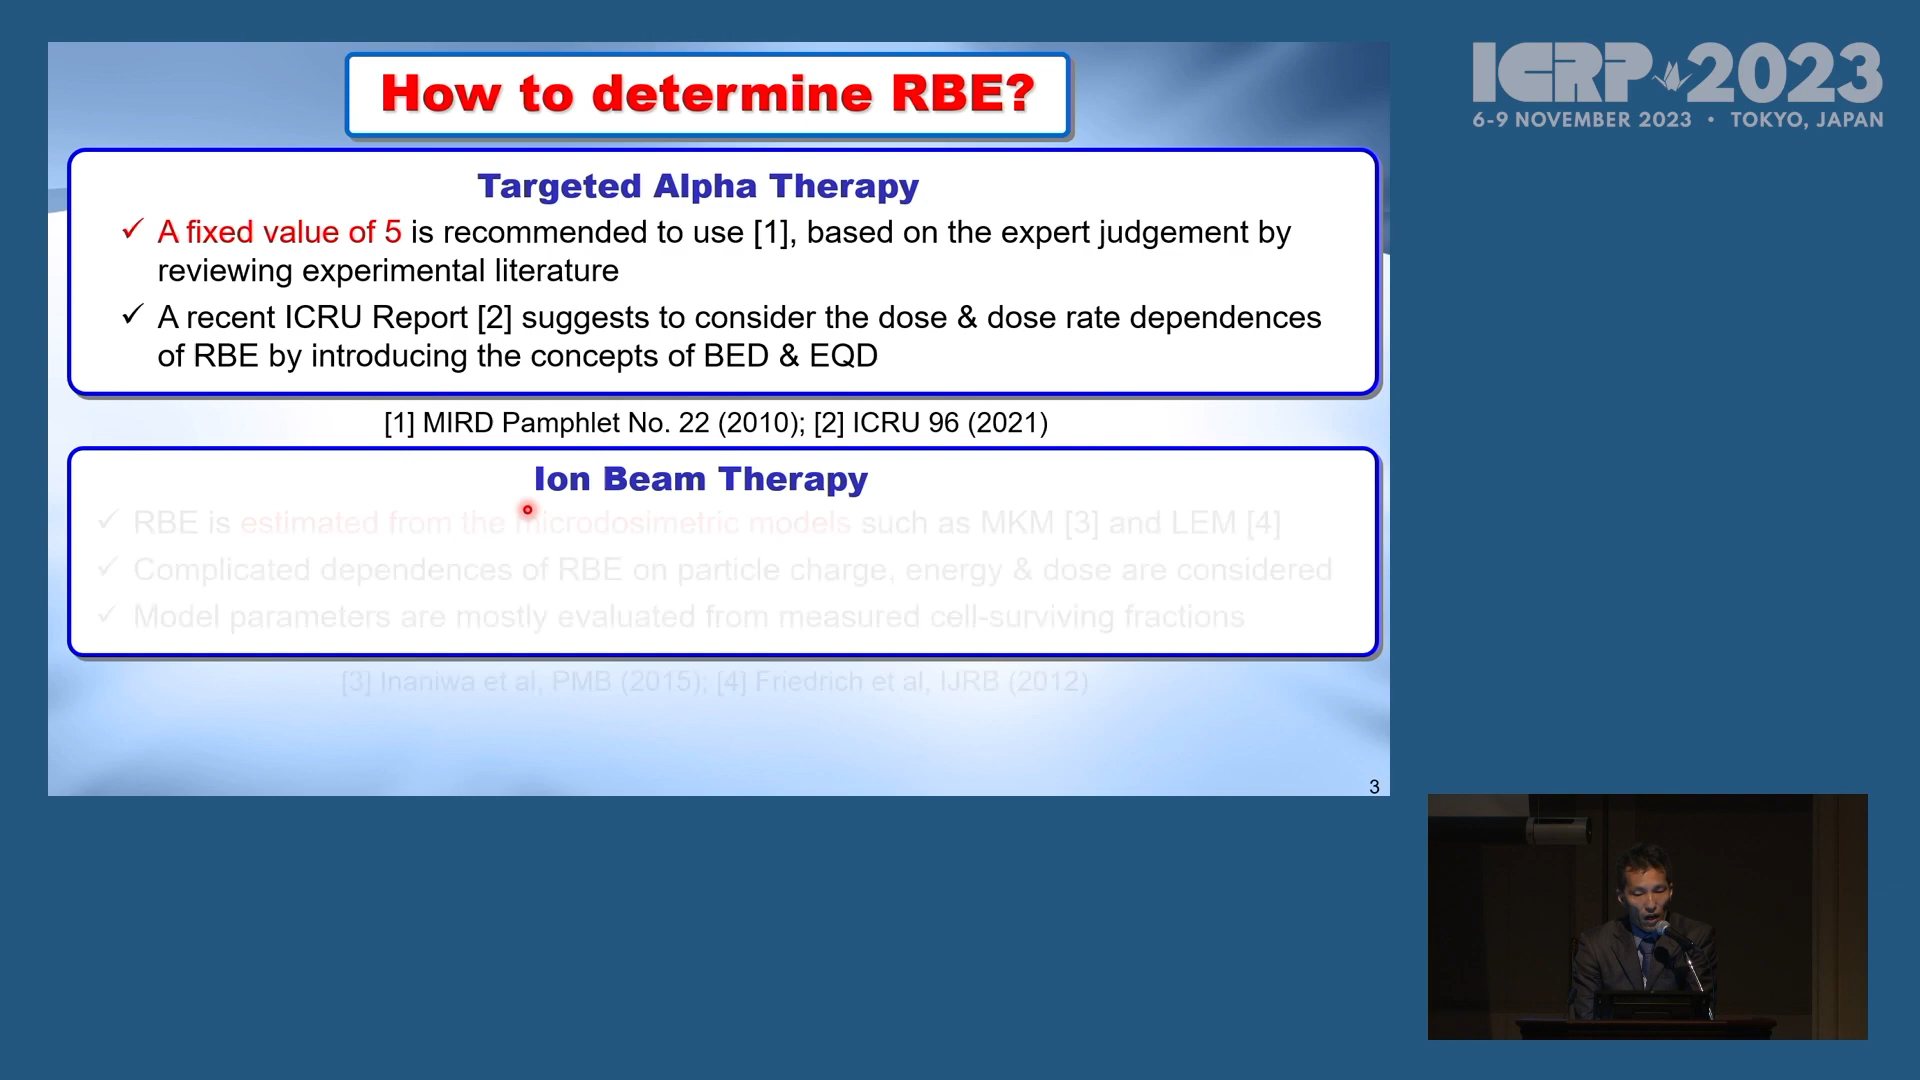 How to determine RBE?
Targeted Alpha Therapy
✓ A fixed value of 5 is recommended to use [1], based on the expert judgement by
reviewing experimental literature
✓ A recent ICRU Report [2] suggests to consider the dose & dose rate dependences
of RBE by introducing the concepts of BED & EQD
[1] MIRD Pamphlet No. 22 (2010); [2] ICRU 96 (2021)
Ion Beam Therapy
✓ RBE is estimated from the microdosimetric models such as MKM [3] and LEM [4]
✓ Complicated dependences of RBE on particle charge, energy & dose are considered
✓ Model parameters are mostly evaluated from measured cell-surviving fractions
[3] Inaniwa et al, PMB (2015); [4] Friedrich et al, IJRB (2012)
3
ICRP 2023
6-9 NOVEMBER 2023 • TOKYO, JAPAN